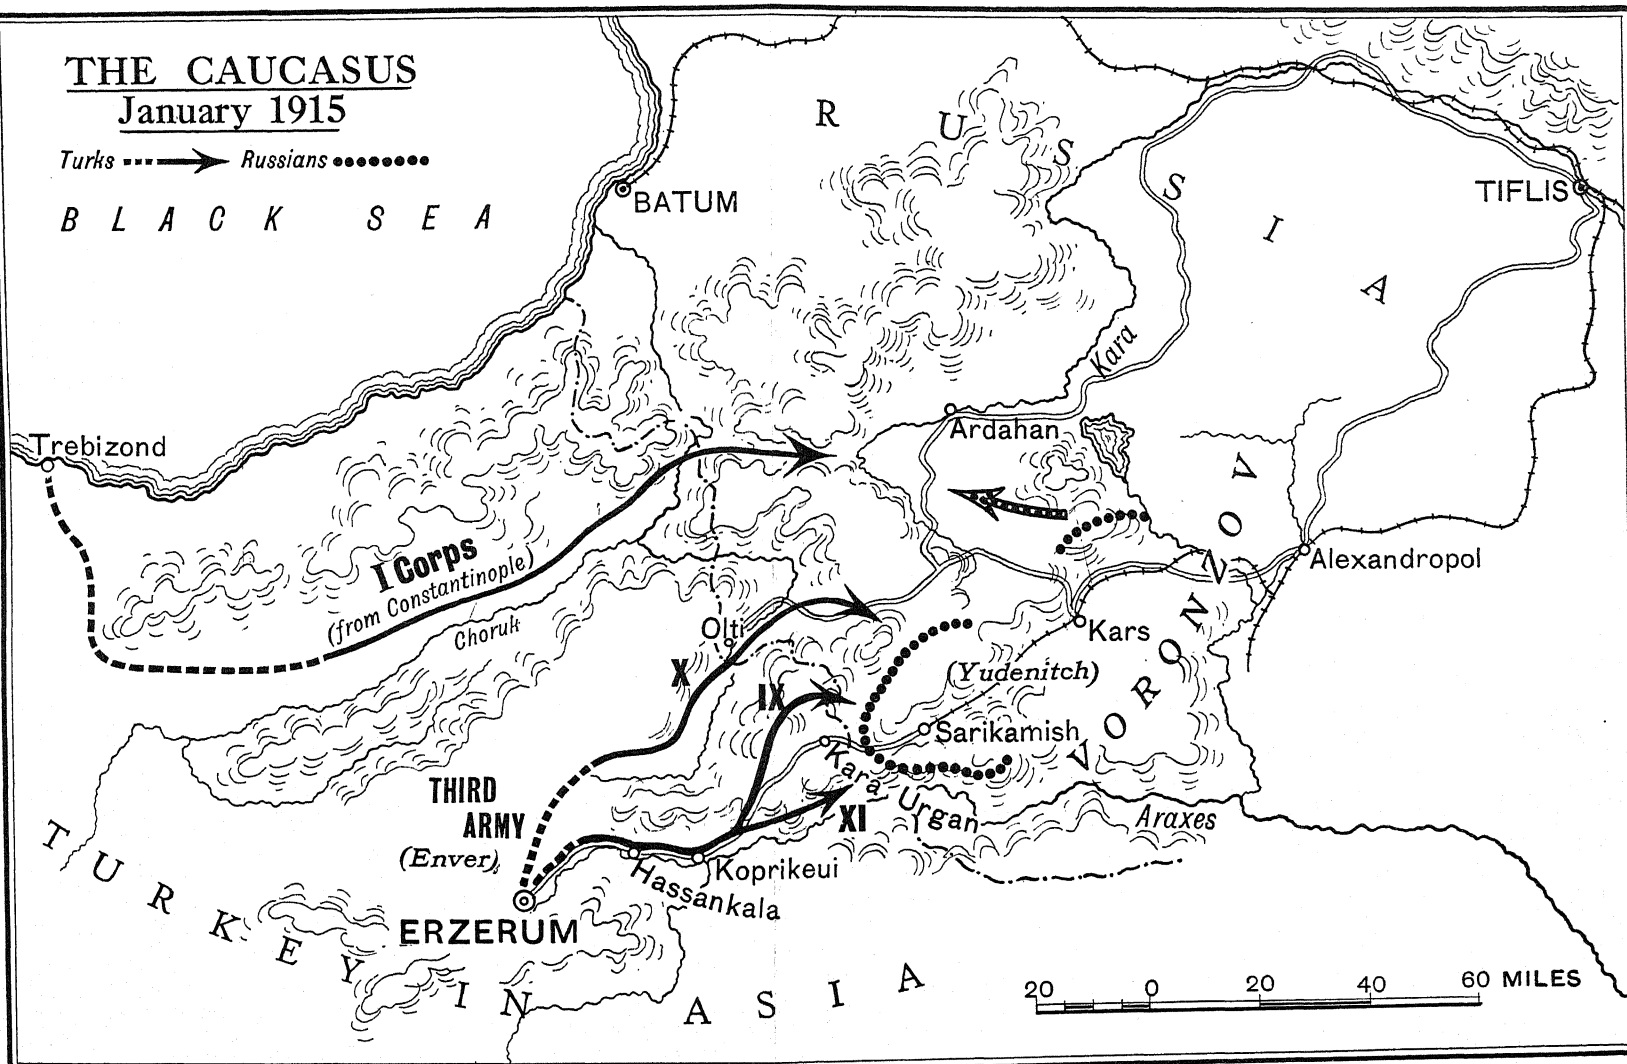 THE CAUCASUS
January 1915
Turks
Russians
BLACK SEA
RUSSIA
BATUM
TIFLIS
Kara
Trebizond
Ardahan
I Corps
(from Constantinople)
Choruk
Alexandropol
Olti
Kars
X
IX
(Yudenitch)
VORONZOV
Sarikamish
Kara Urgan
THIRD
ARMY
(Enver)
XI
Araxes
Koprikeui
Hassankala
ERZERUM
TURKEY IN ASIA
20 0 20 40 60 MILES